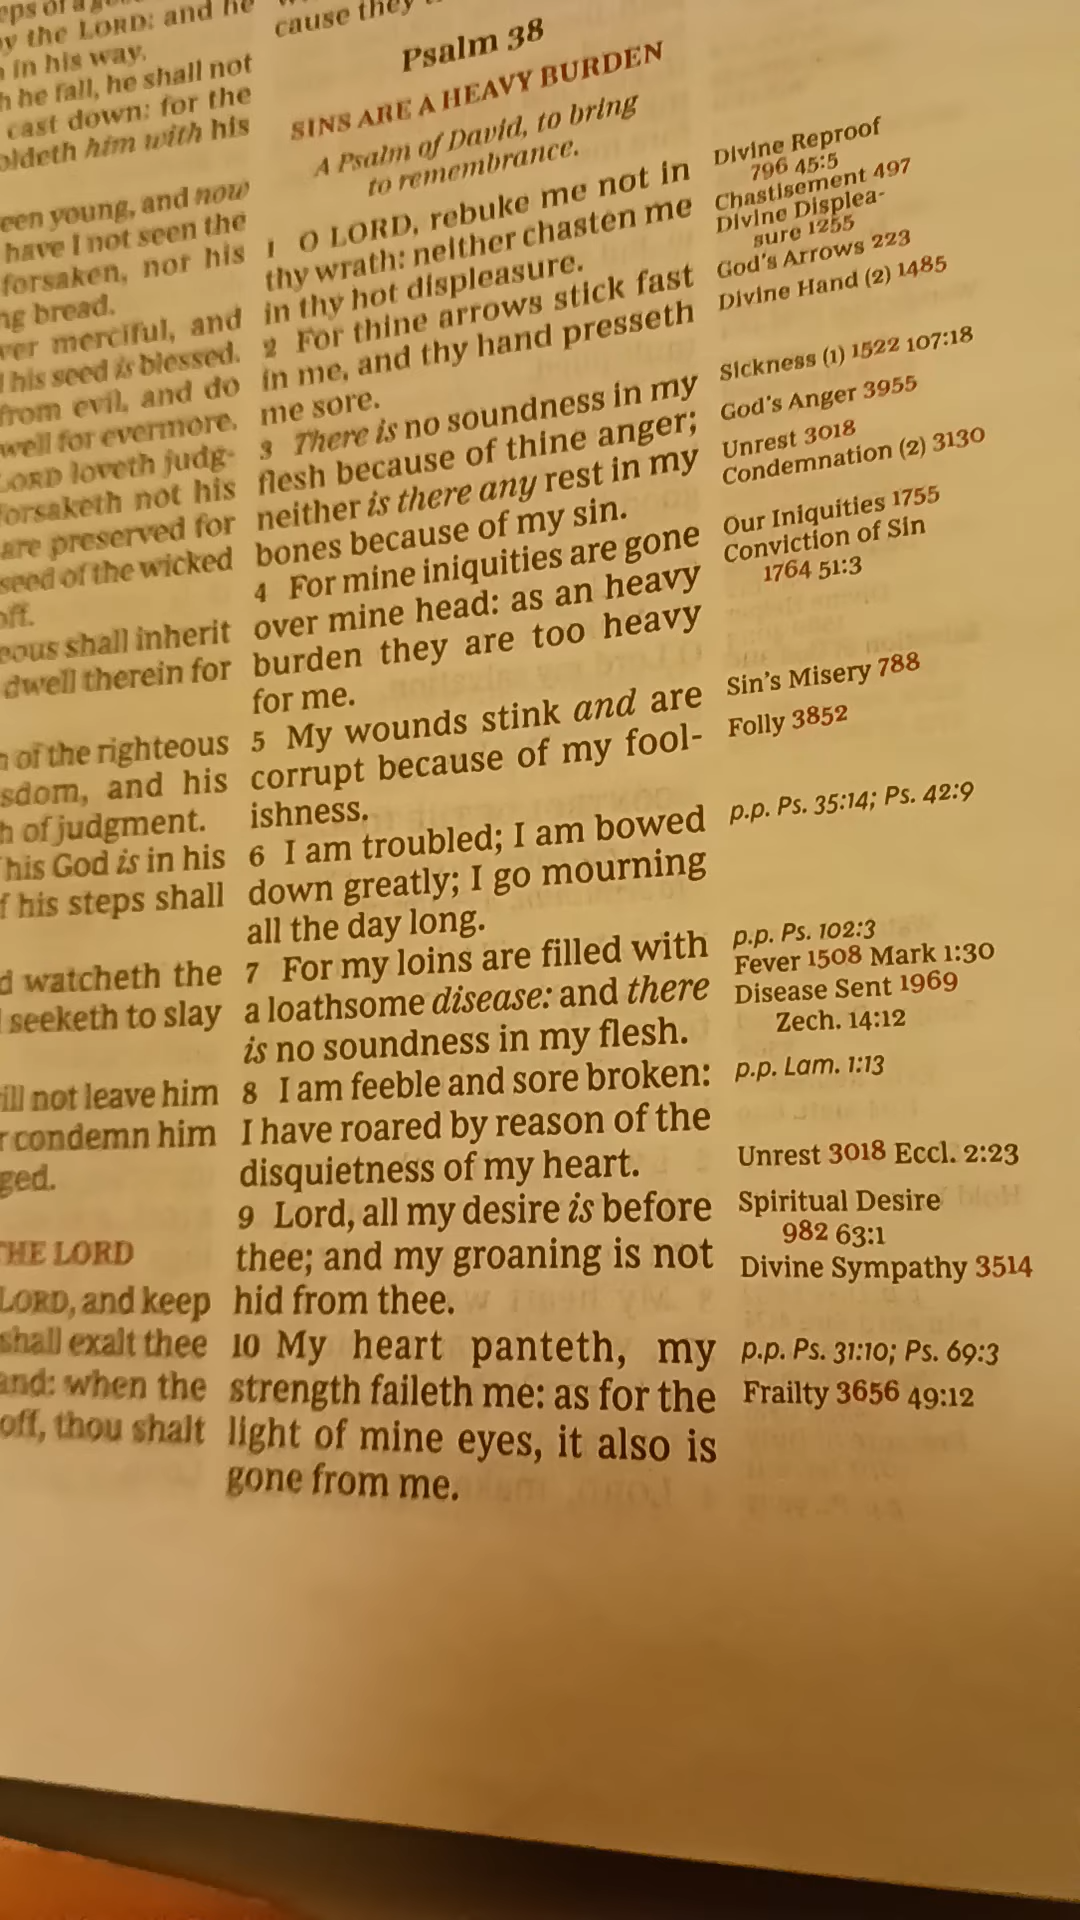 by the LORD: and he
in his way.
he fall, he shall not
cast down: for the
him with his
young, and now
have I not seen the
forsaken, nor his
bread.
merciful, and
his seed is blessed.
from evil, and do
well for evermore.
LORD loveth judg-
forsaketh not his
are preserved for
seed of the wicked
off.
shall inherit
dwell therein for
of the righteous
and his
of judgment.
his God is in his
his steps shall
watcheth the
seeketh to slay
not leave him
condemn him
THE LORD
LORD, and keep
shall exalt thee
when the
off, thou shalt
cause they
Psalm 38
SINS ARE A HEAVY BURDEN
A Psalm of David, to bring
to remembrance.
1 O LORD, rebuke me not in
thy wrath: neither chasten me
in thy hot displeasure.
2 For thine arrows stick fast
in me, and thy hand presseth
me sore.
3 There is no soundness in my
flesh because of thine anger;
neither is there any rest in my
bones because of my sin.
4 For mine iniquities are gone
over mine head: as an heavy
burden they are too heavy
for me.
5 My wounds stink and are
corrupt because of my fool-
ishness.
6 I am troubled; I am bowed
down greatly; I go mourning
all the day long.
7 For my loins are filled with
a loathsome disease: and there
is no soundness in my flesh.
8 I am feeble and sore broken:
I have roared by reason of the
disquietness of my heart.
9 Lord, all my desire is before
thee; and my groaning is not
hid from thee.
10 My heart panteth, my
strength faileth me: as for the
light of mine eyes, it also is
gone from me.
Divine Reproof
796 45:5
Chastisement 497
Divine Displea-
sure 1255
God's Arrows 223
Divine Hand (2) 1485
Sickness (1) 1522 107:18
God's Anger 3955
Unrest 3018
Condemnation (2) 3130
Our Iniquities 1755
Conviction of Sin
1764 51:3
Sin's Misery 788
Folly 3852
p.p. Ps. 35:14; Ps. 42:9
p.p. Ps. 102:3
Fever 1508 Mark 1:30
Disease Sent 1969
Zech. 14:12
p.p. Lam. 1:13
Unrest 3018 Eccl. 2:23
Spiritual Desire
982 63:1
Divine Sympathy 3514
p.p. Ps. 31:10; Ps. 69:3
Frailty 3656 49:12